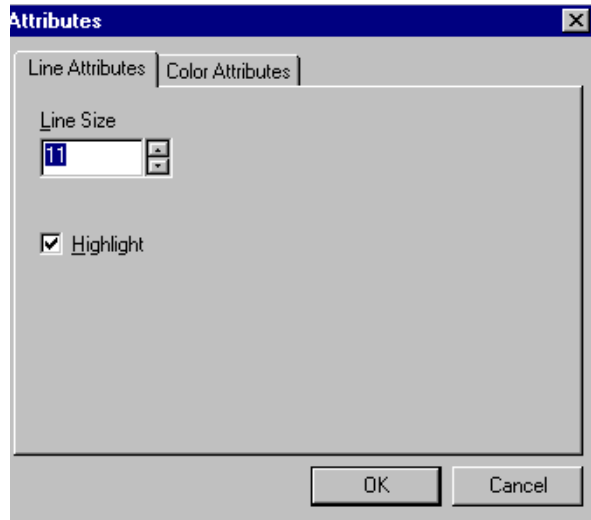 Attributes
Line Attributes Color Attributes
Line Size
11
Highlight
OK Cancel